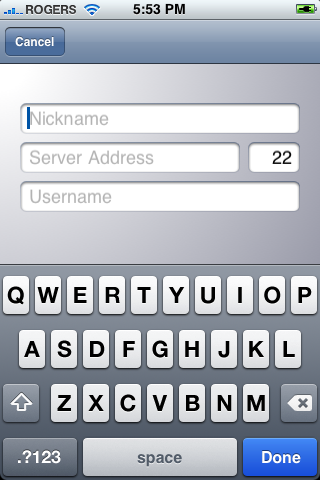 ROGERS 5:53 PM
Cancel
Nickname
Server Address 22
Username
Q W E R T Y U I O P
A S D F G H J K L
Z X C V B N M
.?123 space Done